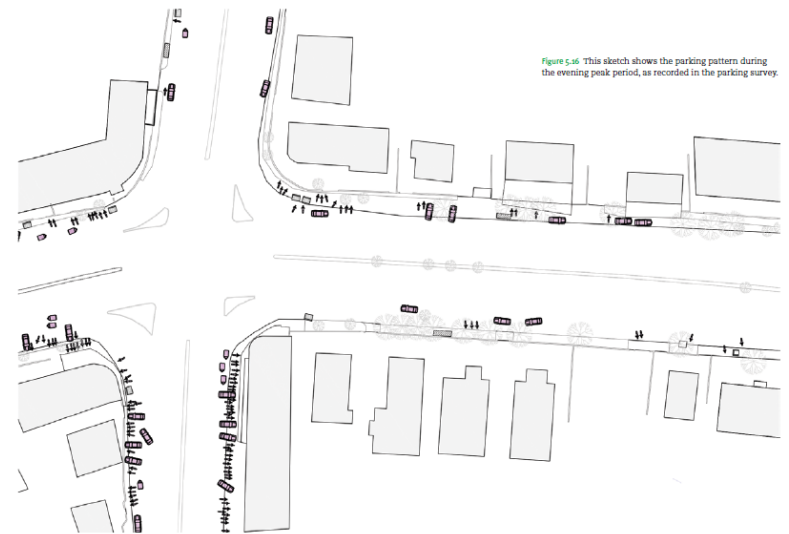 Figure 5.16 This sketch shows the parking pattern during
the evening peak period, as recorded in the parking survey.